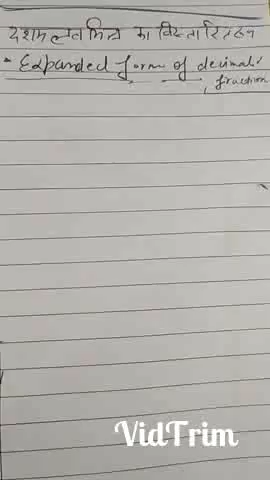 दशमलव भिन्न का विस्तारित रूप
* Expanded form of decimal
, fraction
VidTrim